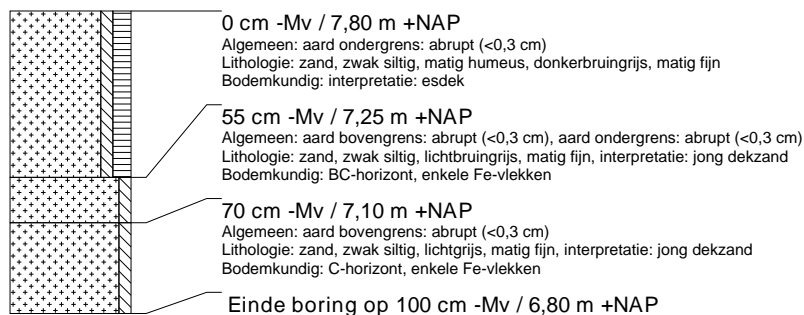 0 cm -Mv / 7,80 m +NAP
Algemeen: aard ondergrens: abrupt (<0,3 cm)
Lithologie: zand, zwak siltig, matig humeus, donkerbruingrijs, matig fijn
Bodemkundig: interpretatie: esdek
55 cm -Mv / 7,25 m +NAP
Algemeen: aard bovengrens: abrupt (<0,3 cm), aard ondergrens: abrupt (<0,3 cm)
Lithologie: zand, zwak siltig, lichtbruingrijs, matig fijn, interpretatie: jong dekzand
Bodemkundig: BC-horizont, enkele Fe-vlekken
70 cm -Mv / 7,10 m +NAP
Algemeen: aard bovengrens: abrupt (<0,3 cm)
Lithologie: zand, zwak siltig, lichtgrijs, matig fijn, interpretatie: jong dekzand
Bodemkundig: C-horizont, enkele Fe-vlekken
Einde boring op 100 cm -Mv / 6,80 m +NAP